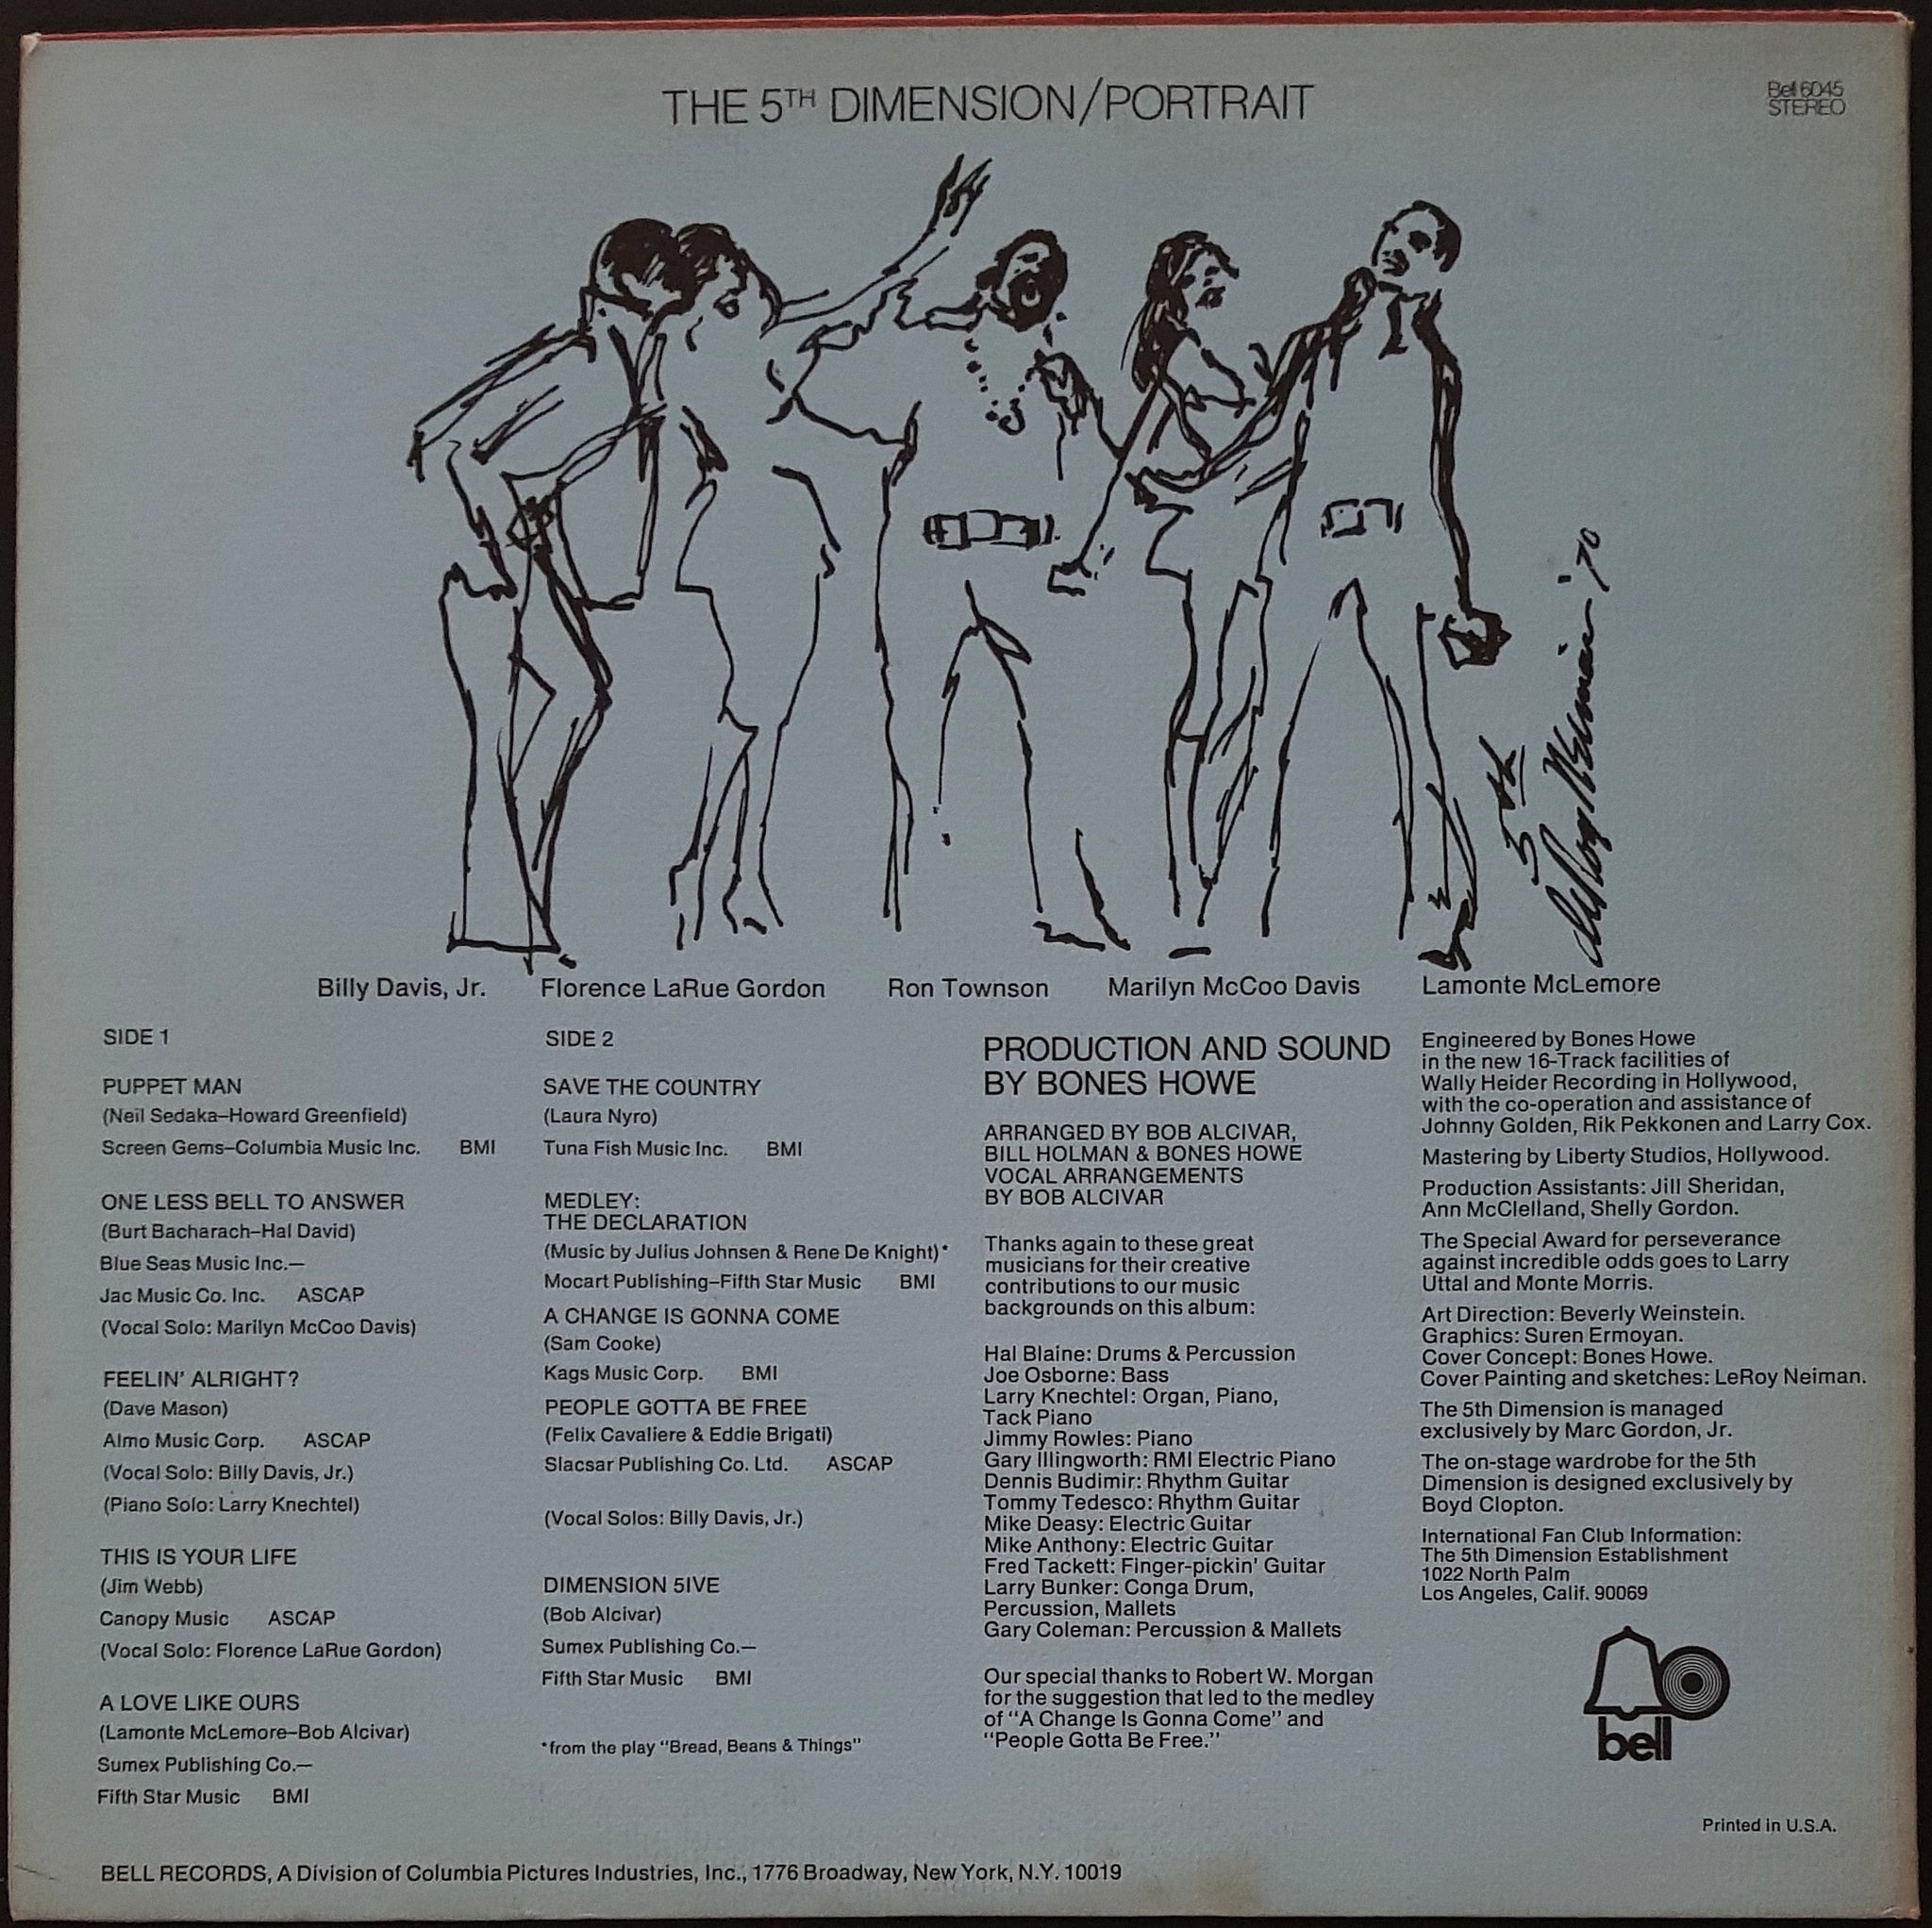 THE 5TH DIMENSION/PORTRAIT
Bell 6045
STEREO
5th
LeRoy Neiman '70
Billy Davis, Jr.
Florence LaRue Gordon
Ron Townson
Marilyn McCoo Davis
Lamonte McLemore
SIDE 1
PUPPET MAN
(Neil Sedaka–Howard Greenfield)
Screen Gems–Columbia Music Inc. BMI
ONE LESS BELL TO ANSWER
(Burt Bacharach–Hal David)
Blue Seas Music Inc.—
Jac Music Co. Inc. ASCAP
(Vocal Solo: Marilyn McCoo Davis)
FEELIN' ALRIGHT?
(Dave Mason)
Almo Music Corp. ASCAP
(Vocal Solo: Billy Davis, Jr.)
(Piano Solo: Larry Knechtel)
THIS IS YOUR LIFE
(Jim Webb)
Canopy Music ASCAP
(Vocal Solo: Florence LaRue Gordon)
A LOVE LIKE OURS
(Lamonte McLemore–Bob Alcivar)
Sumex Publishing Co.—
Fifth Star Music BMI
SIDE 2
SAVE THE COUNTRY
(Laura Nyro)
Tuna Fish Music Inc. BMI
MEDLEY:
THE DECLARATION
(Music by Julius Johnsen & Rene De Knight)*
Mocart Publishing–Fifth Star Music BMI
A CHANGE IS GONNA COME
(Sam Cooke)
Kags Music Corp. BMI
PEOPLE GOTTA BE FREE
(Felix Cavaliere & Eddie Brigati)
Slacsar Publishing Co. Ltd. ASCAP
(Vocal Solos: Billy Davis, Jr.)
DIMENSION 5IVE
(Bob Alcivar)
Sumex Publishing Co.—
Fifth Star Music BMI
*from the play "Bread, Beans & Things"
PRODUCTION AND SOUND
BY BONES HOWE
ARRANGED BY BOB ALCIVAR,
BILL HOLMAN & BONES HOWE
VOCAL ARRANGEMENTS
BY BOB ALCIVAR
Thanks again to these great
musicians for their creative
contributions to our music
backgrounds on this album:
Hal Blaine: Drums & Percussion
Joe Osborne: Bass
Larry Knechtel: Organ, Piano,
Tack Piano
Jimmy Rowles: Piano
Gary Illingworth: RMI Electric Piano
Dennis Budimir: Rhythm Guitar
Tommy Tedesco: Rhythm Guitar
Mike Deasy: Electric Guitar
Mike Anthony: Electric Guitar
Fred Tackett: Finger-pickin' Guitar
Larry Bunker: Conga Drum,
Percussion, Mallets
Gary Coleman: Percussion & Mallets
Our special thanks to Robert W. Morgan
for the suggestion that led to the medley
of "A Change Is Gonna Come" and
"People Gotta Be Free."
Engineered by Bones Howe
in the new 16-Track facilities of
Wally Heider Recording in Hollywood,
with the co-operation and assistance of
Johnny Golden, Rik Pekkonen and Larry Cox.
Mastering by Liberty Studios, Hollywood.
Production Assistants: Jill Sheridan,
Ann McClelland, Shelly Gordon.
The Special Award for perseverance
against incredible odds goes to Larry
Uttal and Monte Morris.
Art Direction: Beverly Weinstein.
Graphics: Suren Ermoyan.
Cover Concept: Bones Howe.
Cover Painting and sketches: LeRoy Neiman.
The 5th Dimension is managed
exclusively by Marc Gordon, Jr.
The on-stage wardrobe for the 5th
Dimension is designed exclusively by
Boyd Clopton.
International Fan Club Information:
The 5th Dimension Establishment
1022 North Palm
Los Angeles, Calif. 90069
bell
Printed in U.S.A.
BELL RECORDS, A Division of Columbia Pictures Industries, Inc., 1776 Broadway, New York, N.Y. 10019